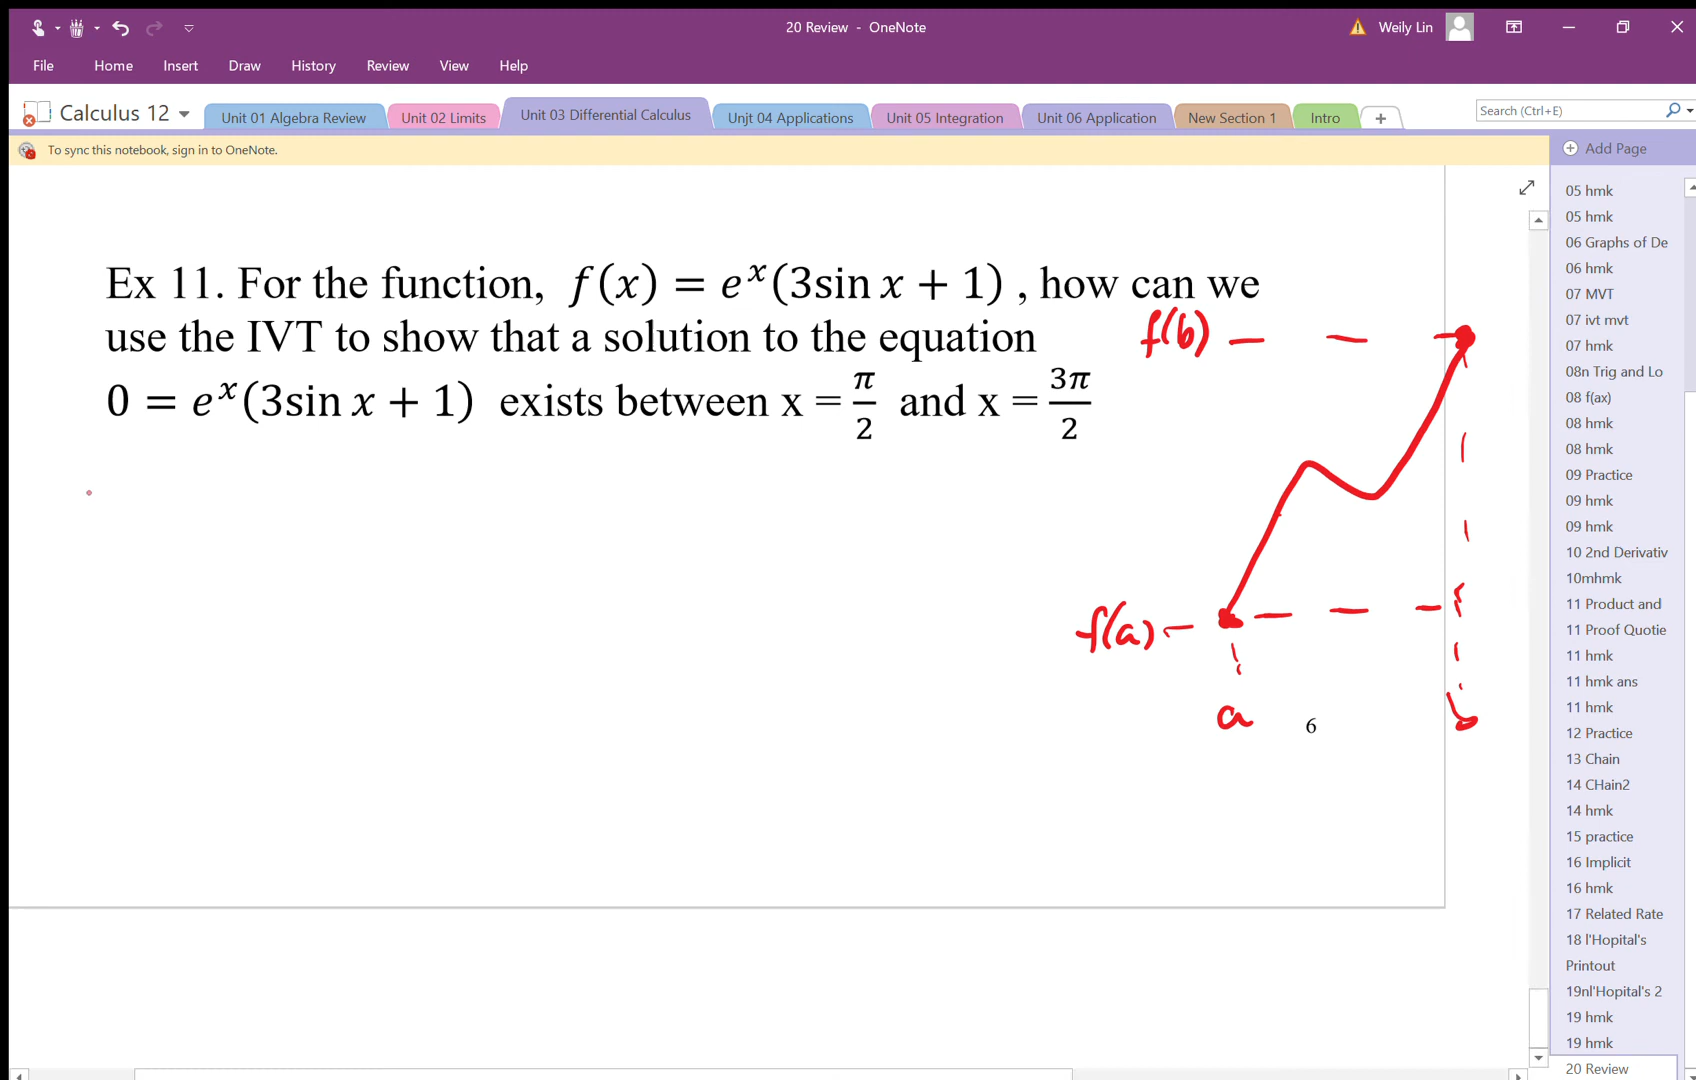 20 Review - OneNote
Weily Lin
File Home Insert Draw History Review View Help
Calculus 12
Unit 01 Algebra Review
Unit 02 Limits
Unit 03 Differential Calculus
Unjt 04 Applications
Unit 05 Integration
Unit 06 Application
New Section 1
Intro
+
Search (Ctrl+E)
To sync this notebook, sign in to OneNote.
Add Page
Ex 11. For the function, f(x) = e^x(3sin x + 1) , how can we
use the IVT to show that a solution to the equation
0 = e^x(3sin x + 1) exists between x = π/2 and x = 3π/2
f(b)
f(a)
a
b
6
05 hmk
05 hmk
06 Graphs of De
06 hmk
07 MVT
07 ivt mvt
07 hmk
08n Trig and Lo
08 f(ax)
08 hmk
08 hmk
09 Practice
09 hmk
09 hmk
10 2nd Derivativ
10mhmk
11 Product and
11 Proof Quotie
11 hmk
11 hmk ans
11 hmk
12 Practice
13 Chain
14 CHain2
14 hmk
15 practice
16 Implicit
16 hmk
17 Related Rate
18 l'Hopital's
Printout
19nl'Hopital's 2
19 hmk
19 hmk
20 Review